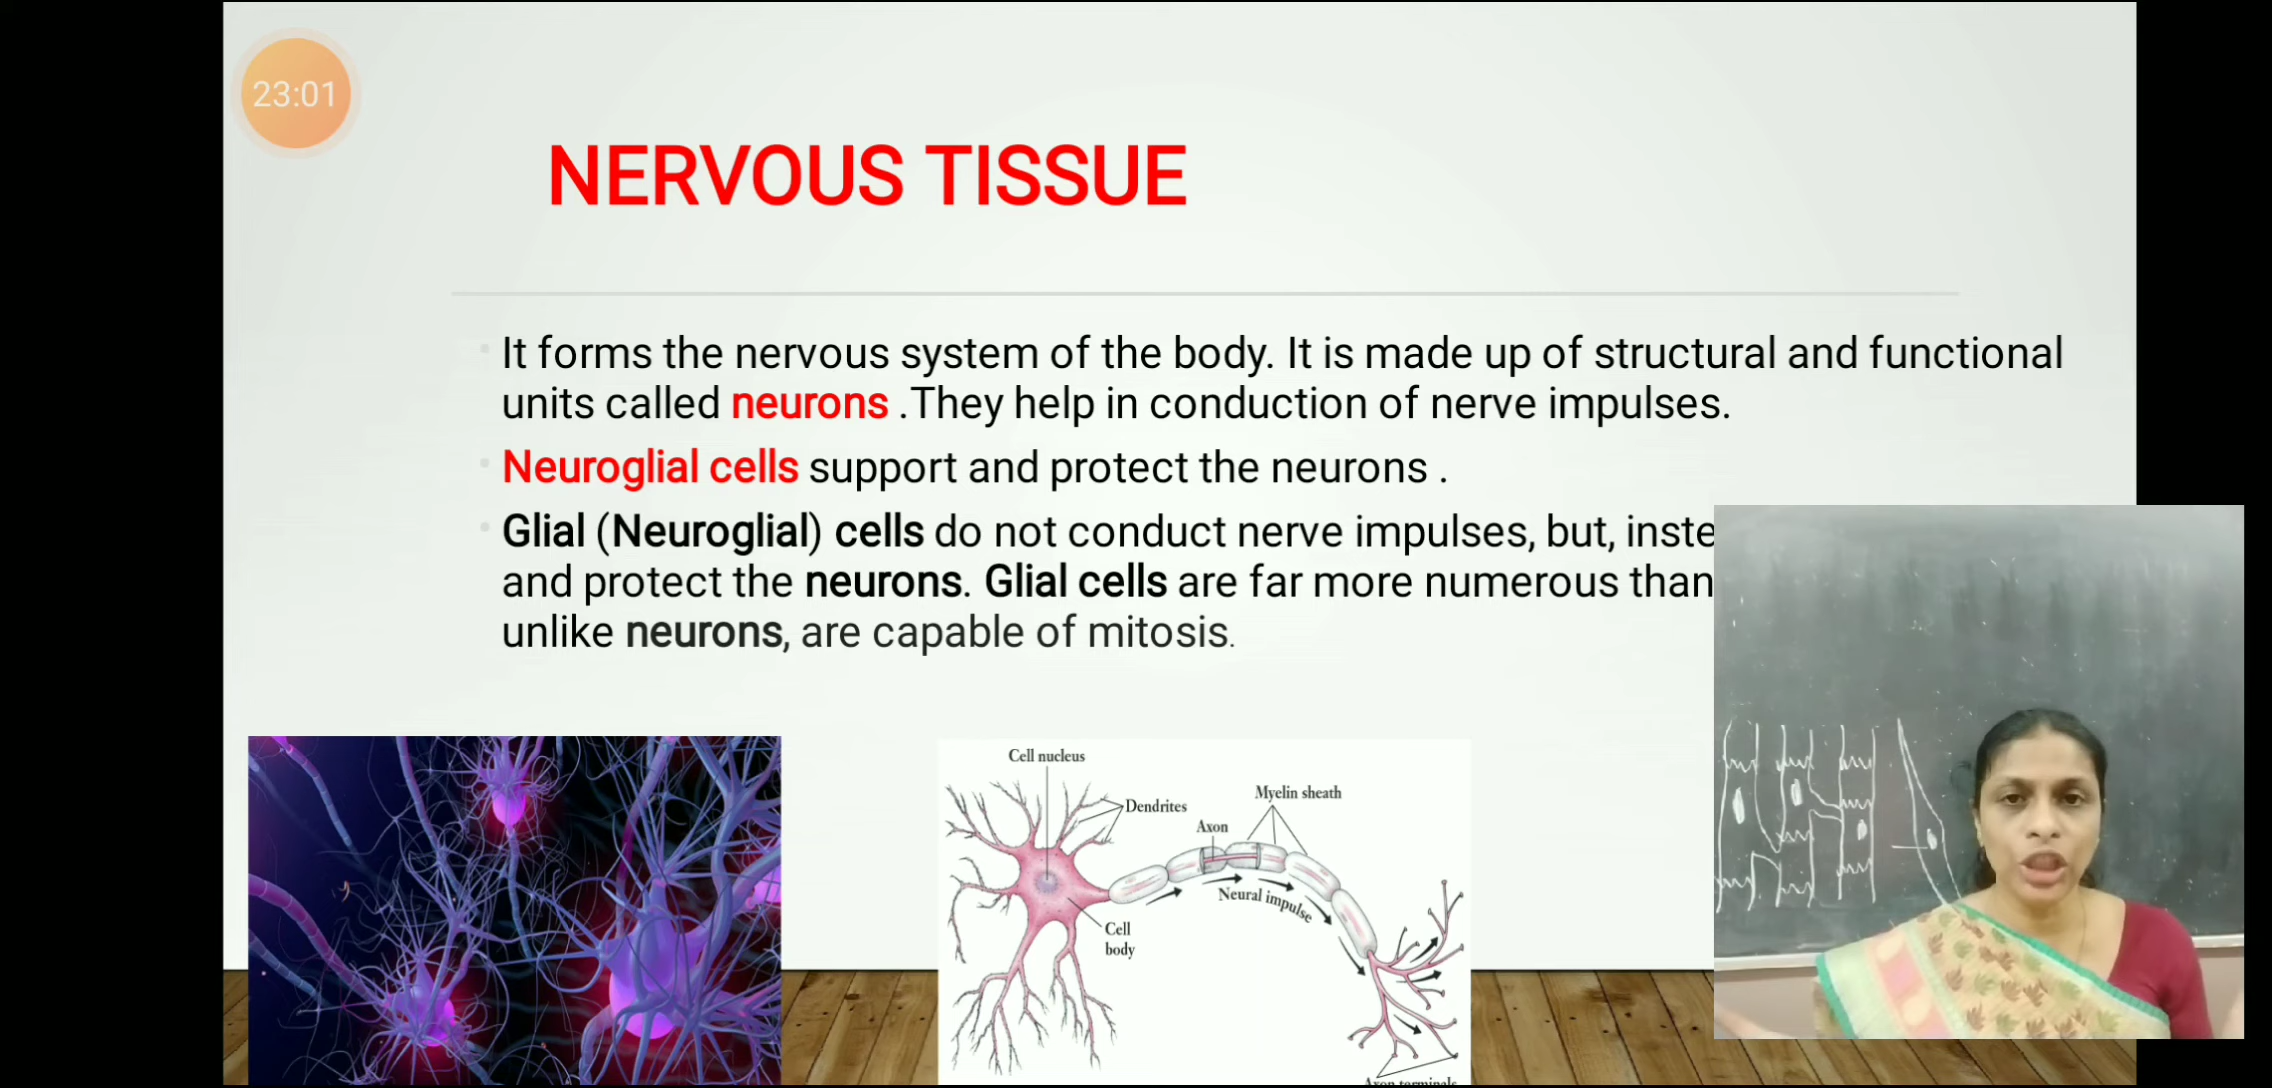 23:01
NERVOUS TISSUE
It forms the nervous system of the body. It is made up of structural and functional
units called neurons .They help in conduction of nerve impulses.
Neuroglial cells support and protect the neurons .
Glial (Neuroglial) cells do not conduct nerve impulses, but,
and protect the neurons. Glial cells are far more numerous than
unlike neurons, are capable of mitosis.
Cell nucleus
Dendrites
Myelin sheath
Axon
Neural impulse
Cell
body
Axon terminals